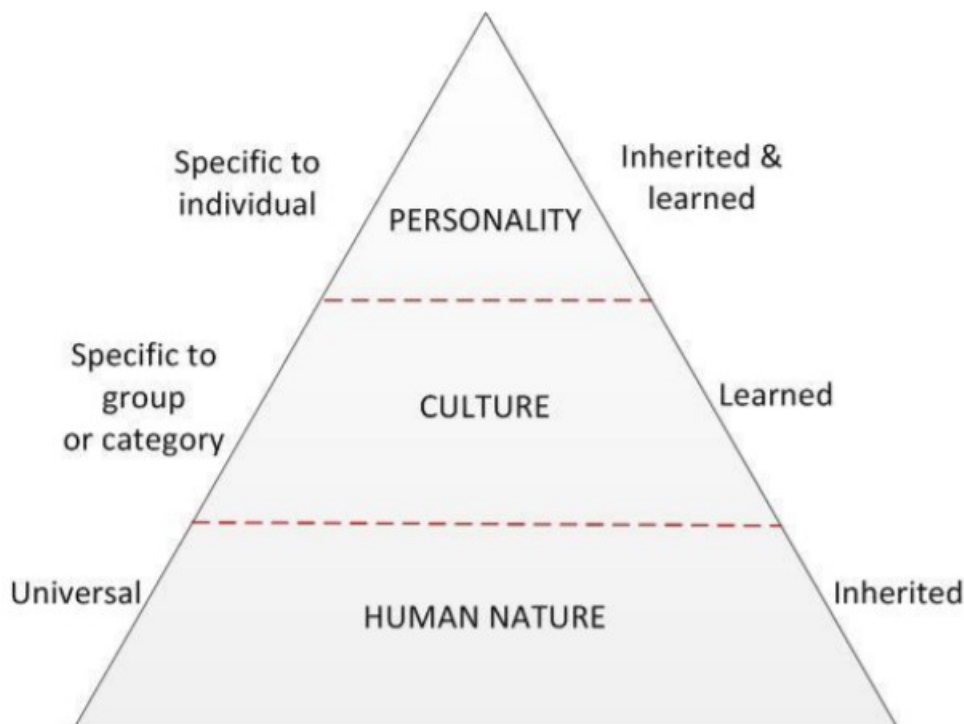 Specific to
individual
PERSONALITY
Inherited &
learned
Specific to
group
or category
CULTURE
Learned
Universal
HUMAN NATURE
Inherited